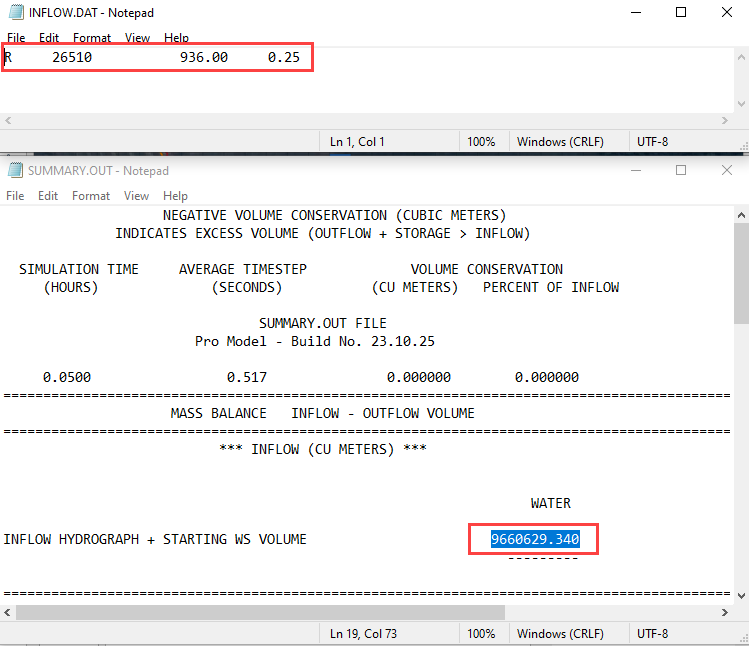 INFLOW.DAT - Notepad
File Edit Format View Help
R 26510 936.00 0.25
Ln 1, Col 1 100% Windows (CRLF) UTF-8
SUMMARY.OUT - Notepad
File Edit Format View Help
NEGATIVE VOLUME CONSERVATION (CUBIC METERS)
INDICATES EXCESS VOLUME (OUTFLOW + STORAGE > INFLOW)
SIMULATION TIME AVERAGE TIMESTEP VOLUME CONSERVATION
(HOURS) (SECONDS) (CU METERS) PERCENT OF INFLOW
SUMMARY.OUT FILE
Pro Model - Build No. 23.10.25
0.0500 0.517 0.000000 0.000000
===========================================================================================
MASS BALANCE INFLOW - OUTFLOW VOLUME
===========================================================================================
*** INFLOW (CU METERS) ***
WATER
INFLOW HYDROGRAPH + STARTING WS VOLUME 9660629.340
---------
===========================================================================================
Ln 19, Col 73 100% Windows (CRLF) UTF-8